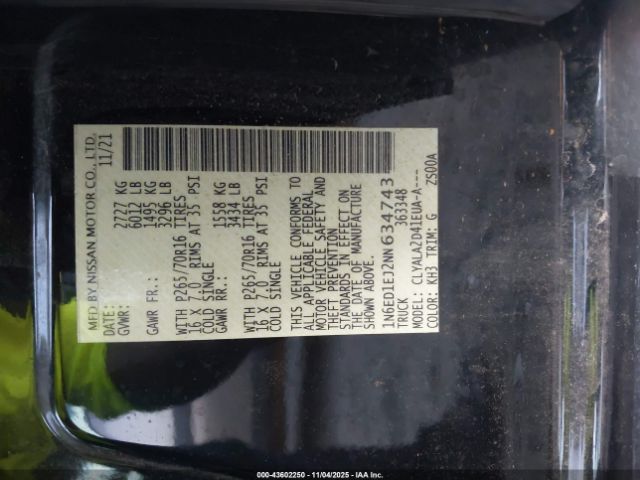 MFD BY NISSAN MOTOR CO., LTD.
DATE: 11/21
GVWR: 2727 KG
6012 LB
GAWR FR.: 1495 KG
3296 LB
WITH P265/70R16 TIRES
16 X 7.0 RIMS AT 35 PSI
COLD SINGLE
GAWR RR.: 1558 KG
3434 LB
WITH P265/70R16 TIRES
16 X 7.0 RIMS AT 35 PSI
COLD SINGLE
THIS VEHICLE CONFORMS TO
ALL APPLICABLE FEDERAL
MOTOR VEHICLE SAFETY AND
THEFT PREVENTION
STANDARDS IN EFFECT ON
THE DATE OF MANUFACTURE
SHOWN ABOVE.
1N6ED1EJ2NN634743
TRUCK 363348
MODEL: CLYALA2D41EUA-A---
COLOR: KH3 TRIM: G ZS00A
000-43602250 - 11/04/2025 - IAA Inc.